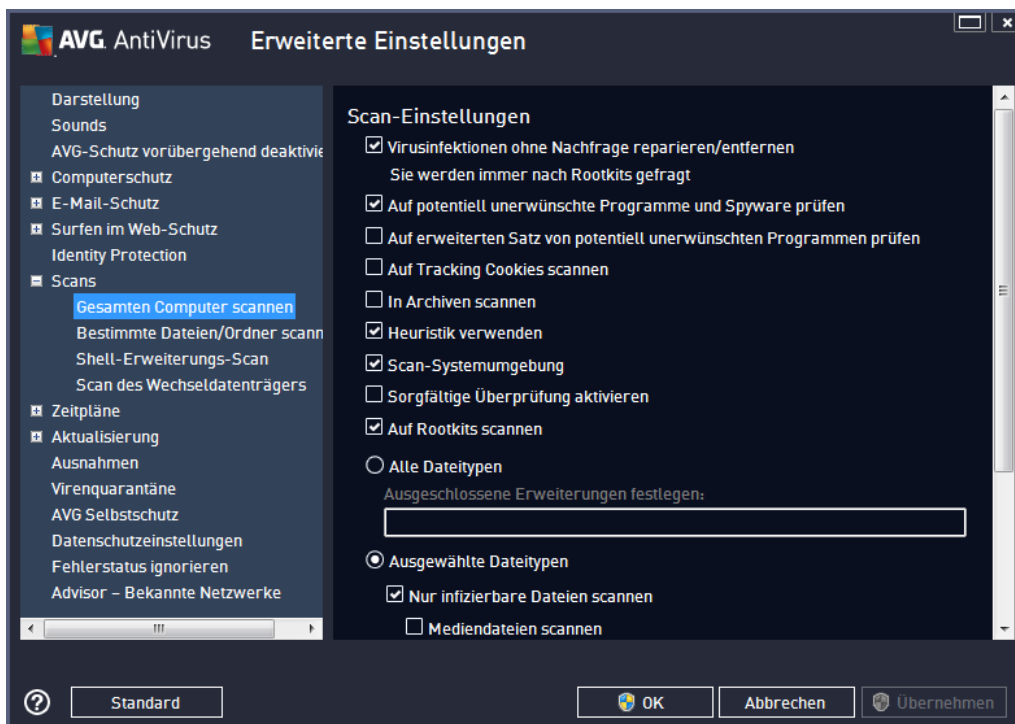 AVG. AntiVirus Erweiterte Einstellungen
Darstellung
Sounds
AVG-Schutz vorübergehend deaktivie
Computerschutz
E-Mail-Schutz
Surfen im Web-Schutz
Identity Protection
Scans
Gesamten Computer scannen
Bestimmte Dateien/Ordner scann
Shell-Erweiterungs-Scan
Scan des Wechseldatenträgers
Zeitpläne
Aktualisierung
Ausnahmen
Virenquarantäne
AVG Selbstschutz
Datenschutzeinstellungen
Fehlerstatus ignorieren
Advisor – Bekannte Netzwerke
Scan-Einstellungen
Virusinfektionen ohne Nachfrage reparieren/entfernen
Sie werden immer nach Rootkits gefragt
Auf potentiell unerwünschte Programme und Spyware prüfen
Auf erweiterten Satz von potentiell unerwünschten Programmen prüfen
Auf Tracking Cookies scannen
In Archiven scannen
Heuristik verwenden
Scan-Systemumgebung
Sorgfältige Überprüfung aktivieren
Auf Rootkits scannen
Alle Dateitypen
Ausgeschlossene Erweiterungen festlegen:
Ausgewählte Dateitypen
Nur infizierbare Dateien scannen
Mediendateien scannen
? Standard OK Abbrechen Übernehmen